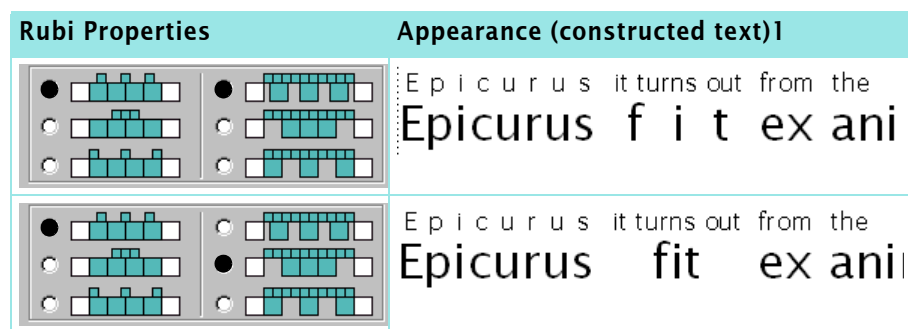 Rubi Properties Appearance (constructed text)1
E p i c u r u s it turns out from the
Epicurus f i t ex ani
E p i c u r u s it turns out from the
Epicurus fit ex ani